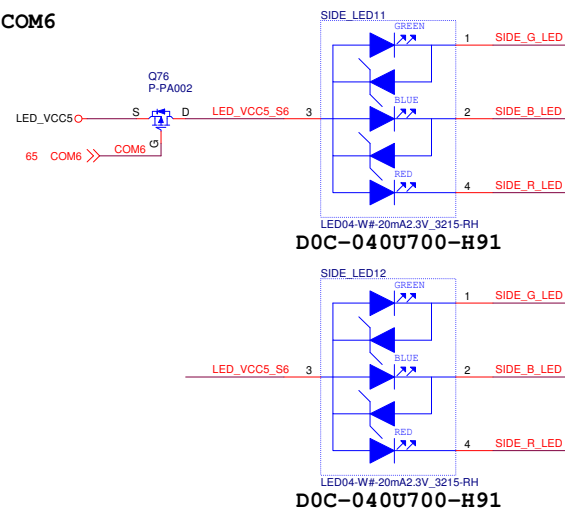 COM6
SIDE_LED11
GREEN
1 SIDE_G_LED
Q76
P-PA002
BLUE
LED_VCC5 S D LED_VCC5_S6 3 2 SIDE_B_LED
G
65 COM6 COM6
RED
4 SIDE_R_LED
LED04-W#-20mA2.3V_3215-RH
D0C-040U700-H91
SIDE_LED12
GREEN
1 SIDE_G_LED
BLUE
LED_VCC5_S6 3 2 SIDE_B_LED
RED
4 SIDE_R_LED
LED04-W#-20mA2.3V_3215-RH
D0C-040U700-H91